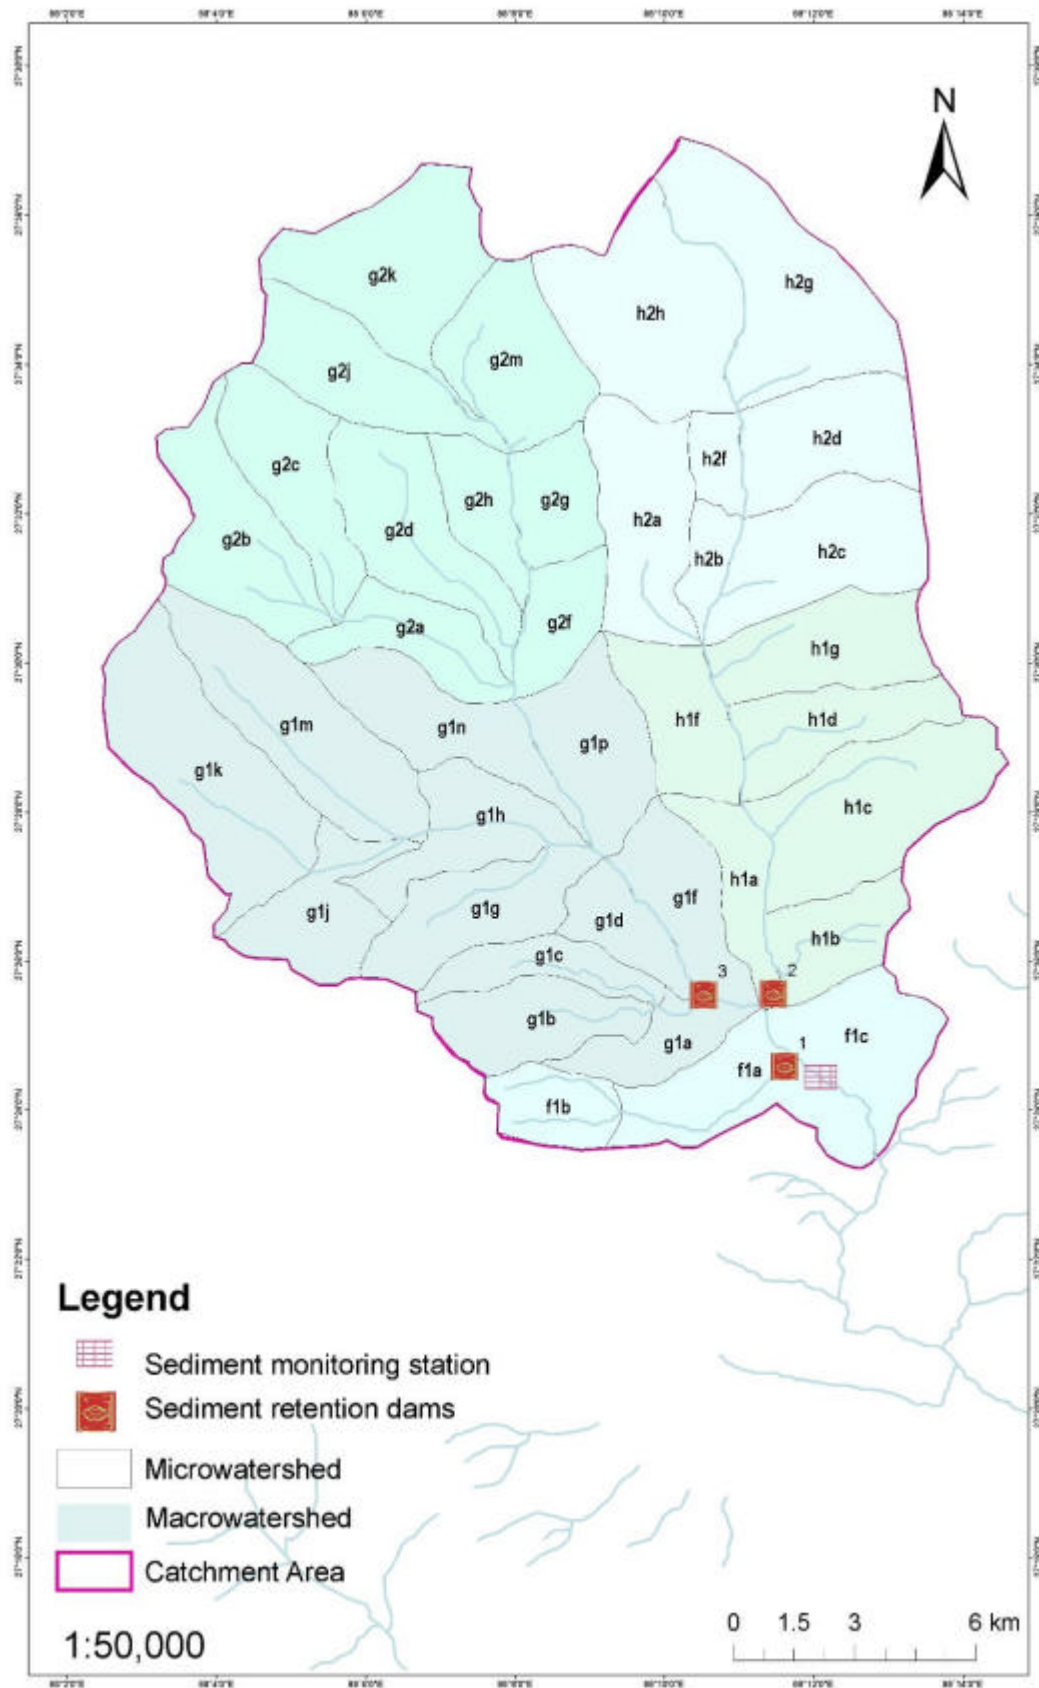 N
g2k
h2g
h2h
g2m
g2j
h2d
h2f
g2c
g2h
g2g
h2a
g2d
g2b
h2c
h2b
g2f
g2a
h1g
h1f
h1d
g1m
g1n
g1p
g1k
h1c
g1h
h1a
g1f
g1j
g1g
g1d
h1b
g1c
3
2
g1b
g1a
1
f1c
f1a
f1b
Legend
Sediment monitoring station
Sediment retention dams
Microwatershed
Macrowatershed
Catchment Area
1:50,000
0 1.5 3 6 km